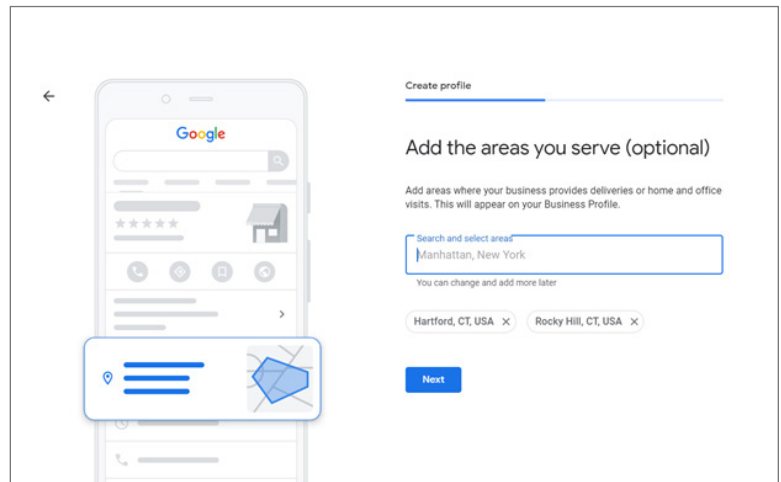 Create profile
Google
Add the areas you serve (optional)
Add areas where your business provides deliveries or home and office
visits. This will appear on your Business Profile.
Search and select areas
Manhattan, New York
You can change and add more later
Hartford, CT, USA
Rocky Hill, CT, USA
Next